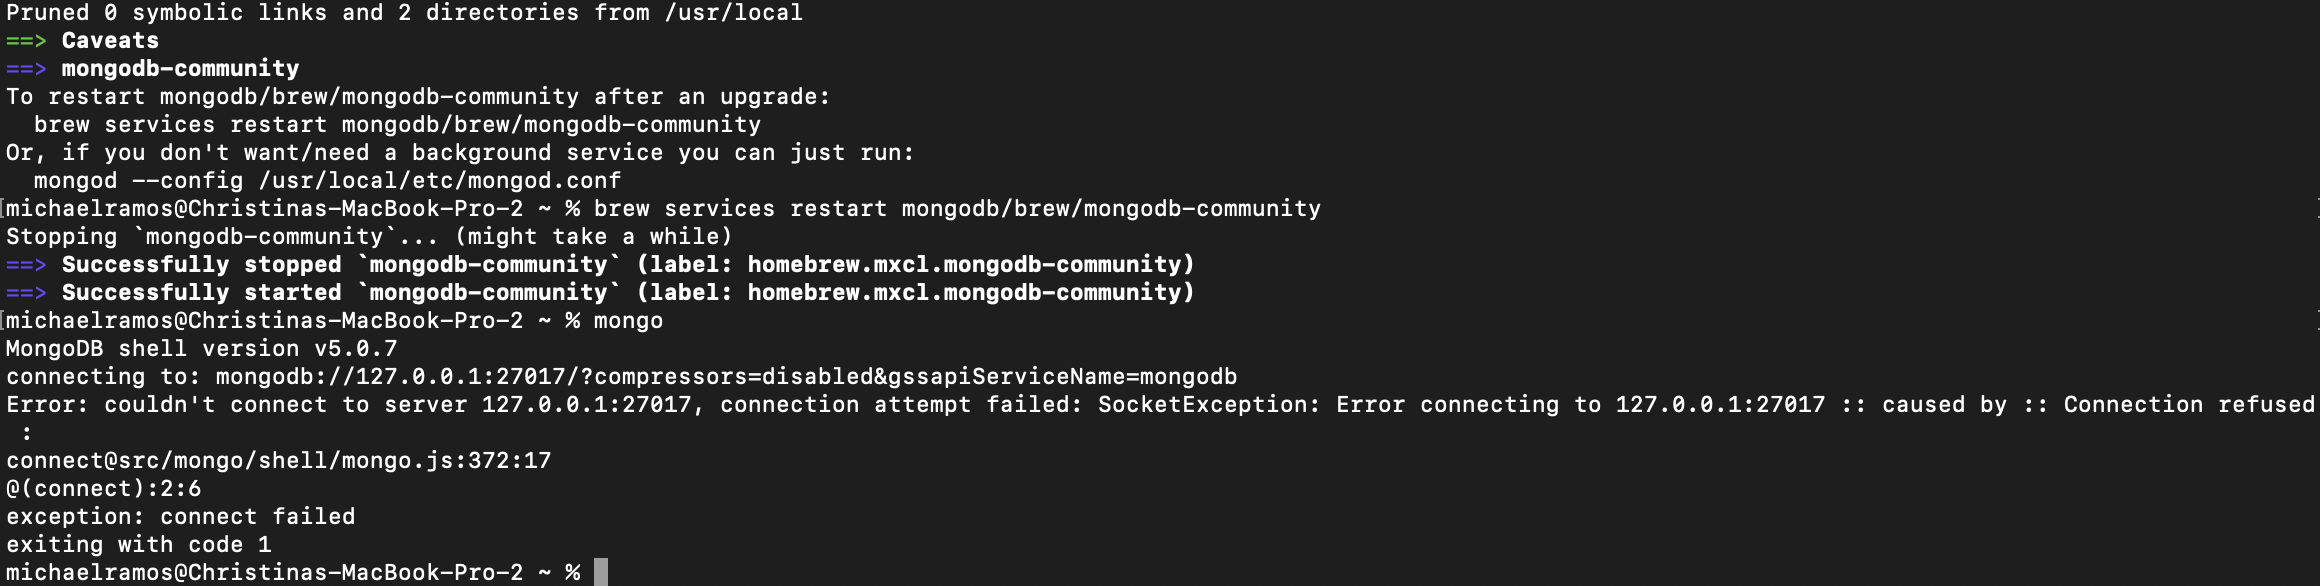 Pruned 0 symbolic links and 2 directories from /usr/local
==> Caveats
==> mongodb-community
To restart mongodb/brew/mongodb-community after an upgrade:
  brew services restart mongodb/brew/mongodb-community
Or, if you don't want/need a background service you can just run:
  mongod --config /usr/local/etc/mongod.conf
michaelramos@Christinas-MacBook-Pro-2 ~ % brew services restart mongodb/brew/mongodb-community
Stopping `mongodb-community`... (might take a while)
==> Successfully stopped `mongodb-community` (label: homebrew.mxcl.mongodb-community)
==> Successfully started `mongodb-community` (label: homebrew.mxcl.mongodb-community)
michaelramos@Christinas-MacBook-Pro-2 ~ % mongo
MongoDB shell version v5.0.7
connecting to: mongodb://127.0.0.1:27017/?compressors=disabled&gssapiServiceName=mongodb
Error: couldn't connect to server 127.0.0.1:27017, connection attempt failed: SocketException: Error connecting to 127.0.0.1:27017 :: caused by :: Connection refused
 :
connect@src/mongo/shell/mongo.js:372:17
@(connect):2:6
exception: connect failed
exiting with code 1
michaelramos@Christinas-MacBook-Pro-2 ~ %